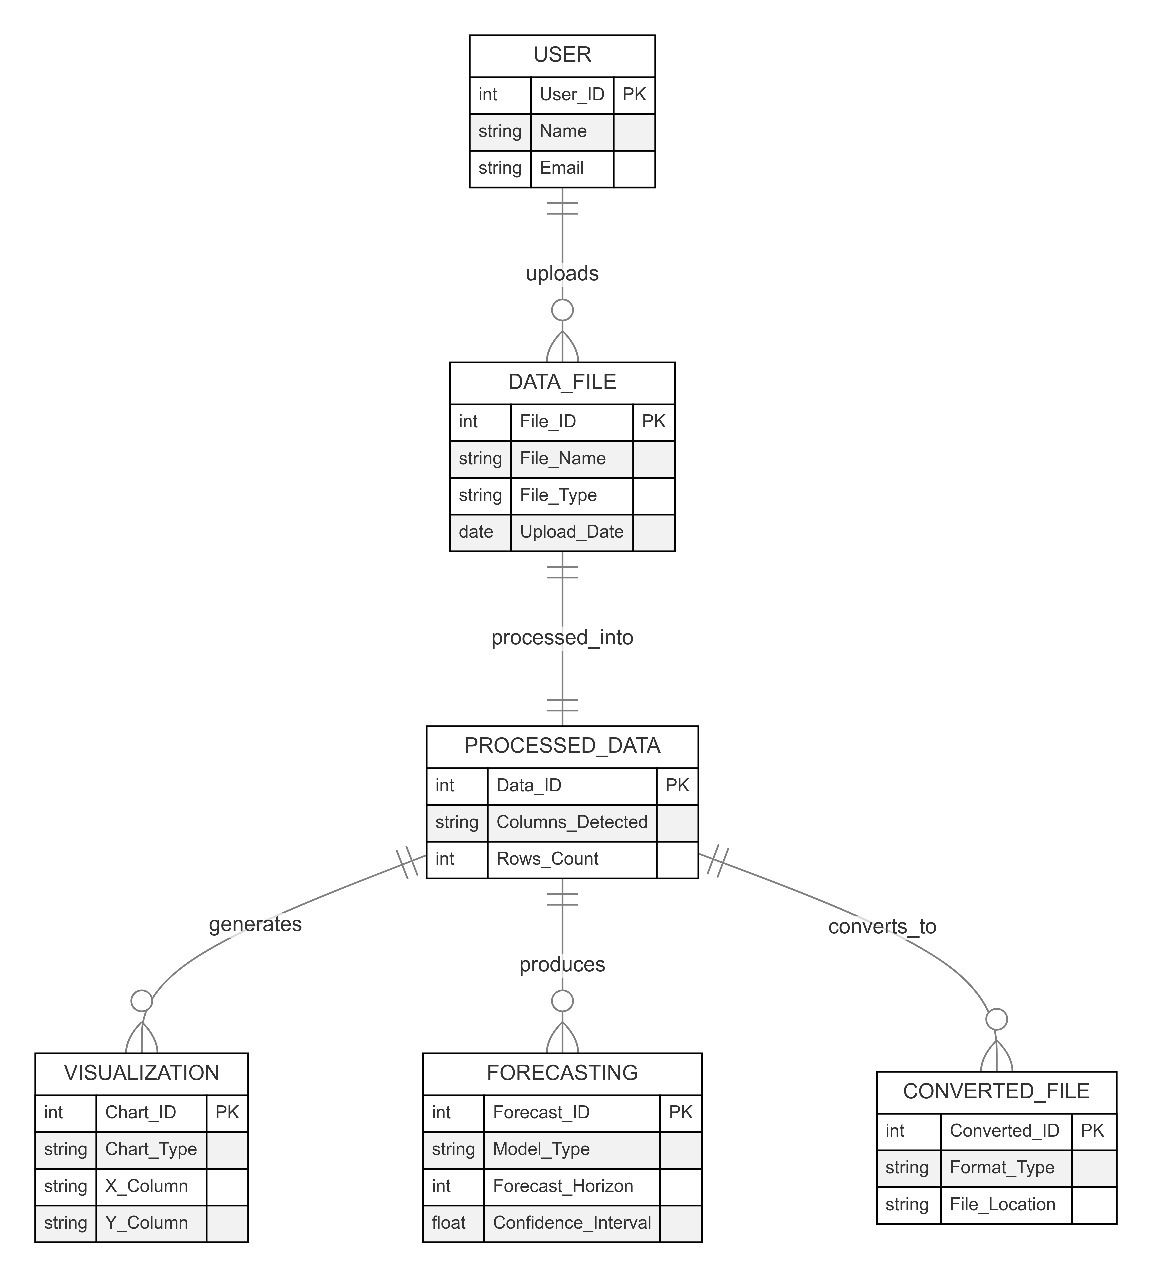 USER
int User_ID PK
string Name
string Email
uploads
DATA_FILE
int File_ID PK
string File_Name
string File_Type
date Upload_Date
processed_into
PROCESSED_DATA
int Data_ID PK
string Columns_Detected
int Rows_Count
generates
produces
converts_to
VISUALIZATION
int Chart_ID PK
string Chart_Type
string X_Column
string Y_Column
FORECASTING
int Forecast_ID PK
string Model_Type
int Forecast_Horizon
float Confidence_Interval
CONVERTED_FILE
int Converted_ID PK
string Format_Type
string File_Location